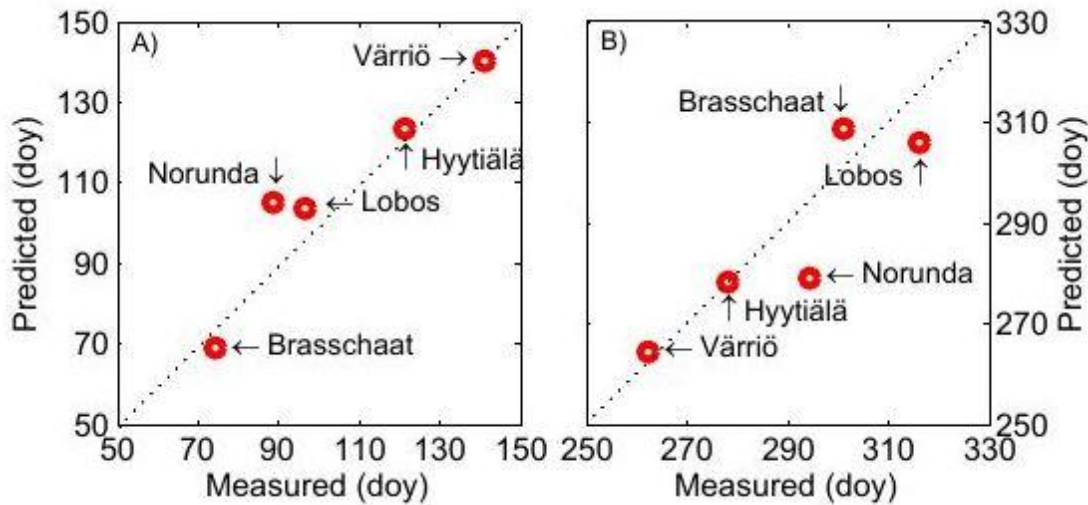 A)
150
130
110
90
70
50
50 70 90 110 130 150
Predicted (doy)
Measured (doy)
Värriö →
↑ Hyytiälä
Norunda ↓
← Lobos
← Brasschaat
B)
330
310
290
270
250
250 270 290 310 330
Predicted (doy)
Measured (doy)
Brasschaat ↓
Lobos ↑
← Norunda
↑ Hyytiälä
← Värriö